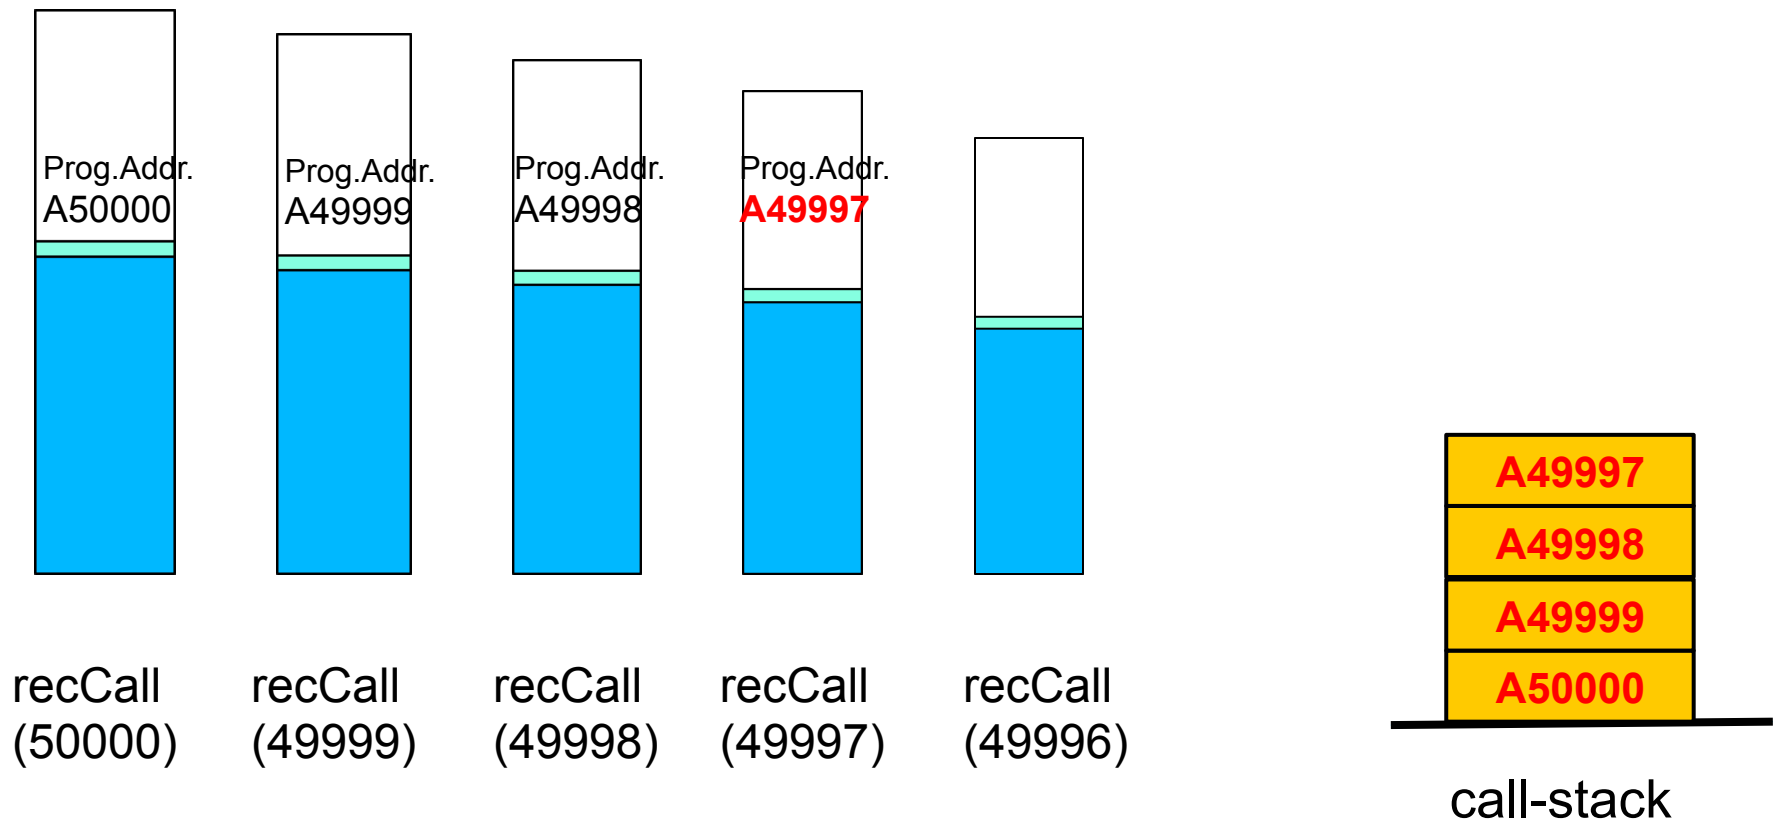 Prog.Addr.
A50000
Prog.Addr.
A49999
Prog.Addr.
A49998
Prog.Addr.
A49997
recCall
(50000)
recCall
(49999)
recCall
(49998)
recCall
(49997)
recCall
(49996)
A49997
A49998
A49999
A50000
call-stack